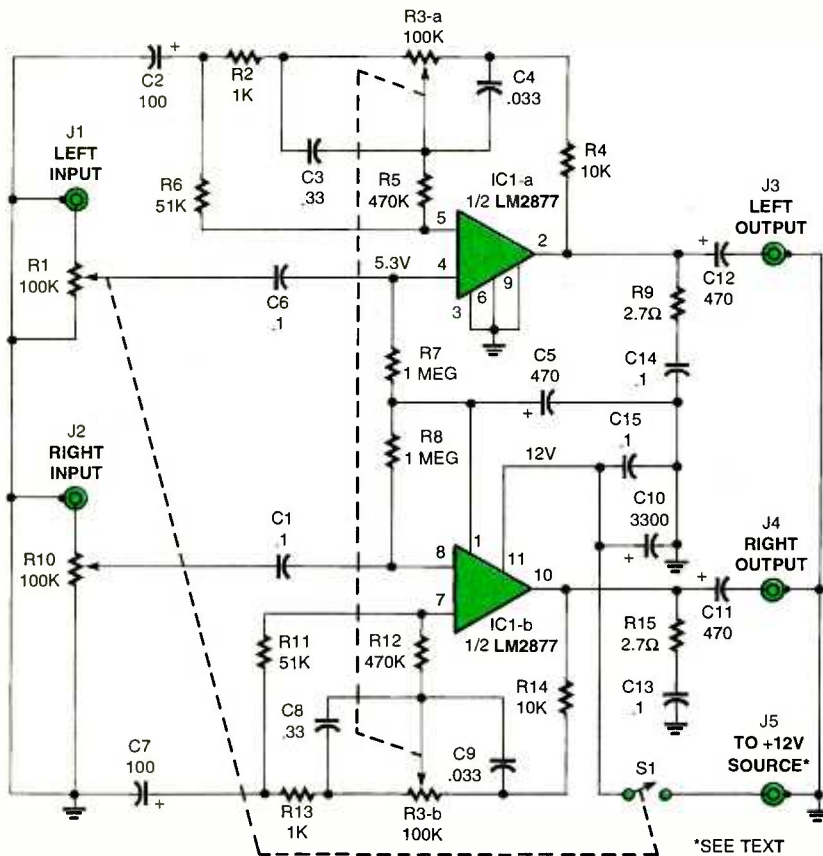 R3-a
100K
C2
100
+
R2
1K
C4
.033
J1
LEFT
INPUT
C3
.33
R4
10K
R6
51K
R5
470K
IC1-a
1/2 LM2877
J3
LEFT
OUTPUT
5
2
R1
100K
5.3V
4
9
6
3
+
C12
470
C6
.1
R9
2.7Ω
R7
1 MEG
C5
470
C14
.1
+
J2
RIGHT
INPUT
R8
1 MEG
C15
.1
12V
C10
3300
+
C1
.1
J4
RIGHT
OUTPUT
R10
100K
8
1
11
10
7
+
C11
470
IC1-b
1/2 LM2877
R11
51K
R12
470K
R15
2.7Ω
R14
10K
C8
.33
C13
.1
C7
100
+
C9
.033
J5
TO +12V
SOURCE*
S1
R13
1K
R3-b
100K
*SEE TEXT